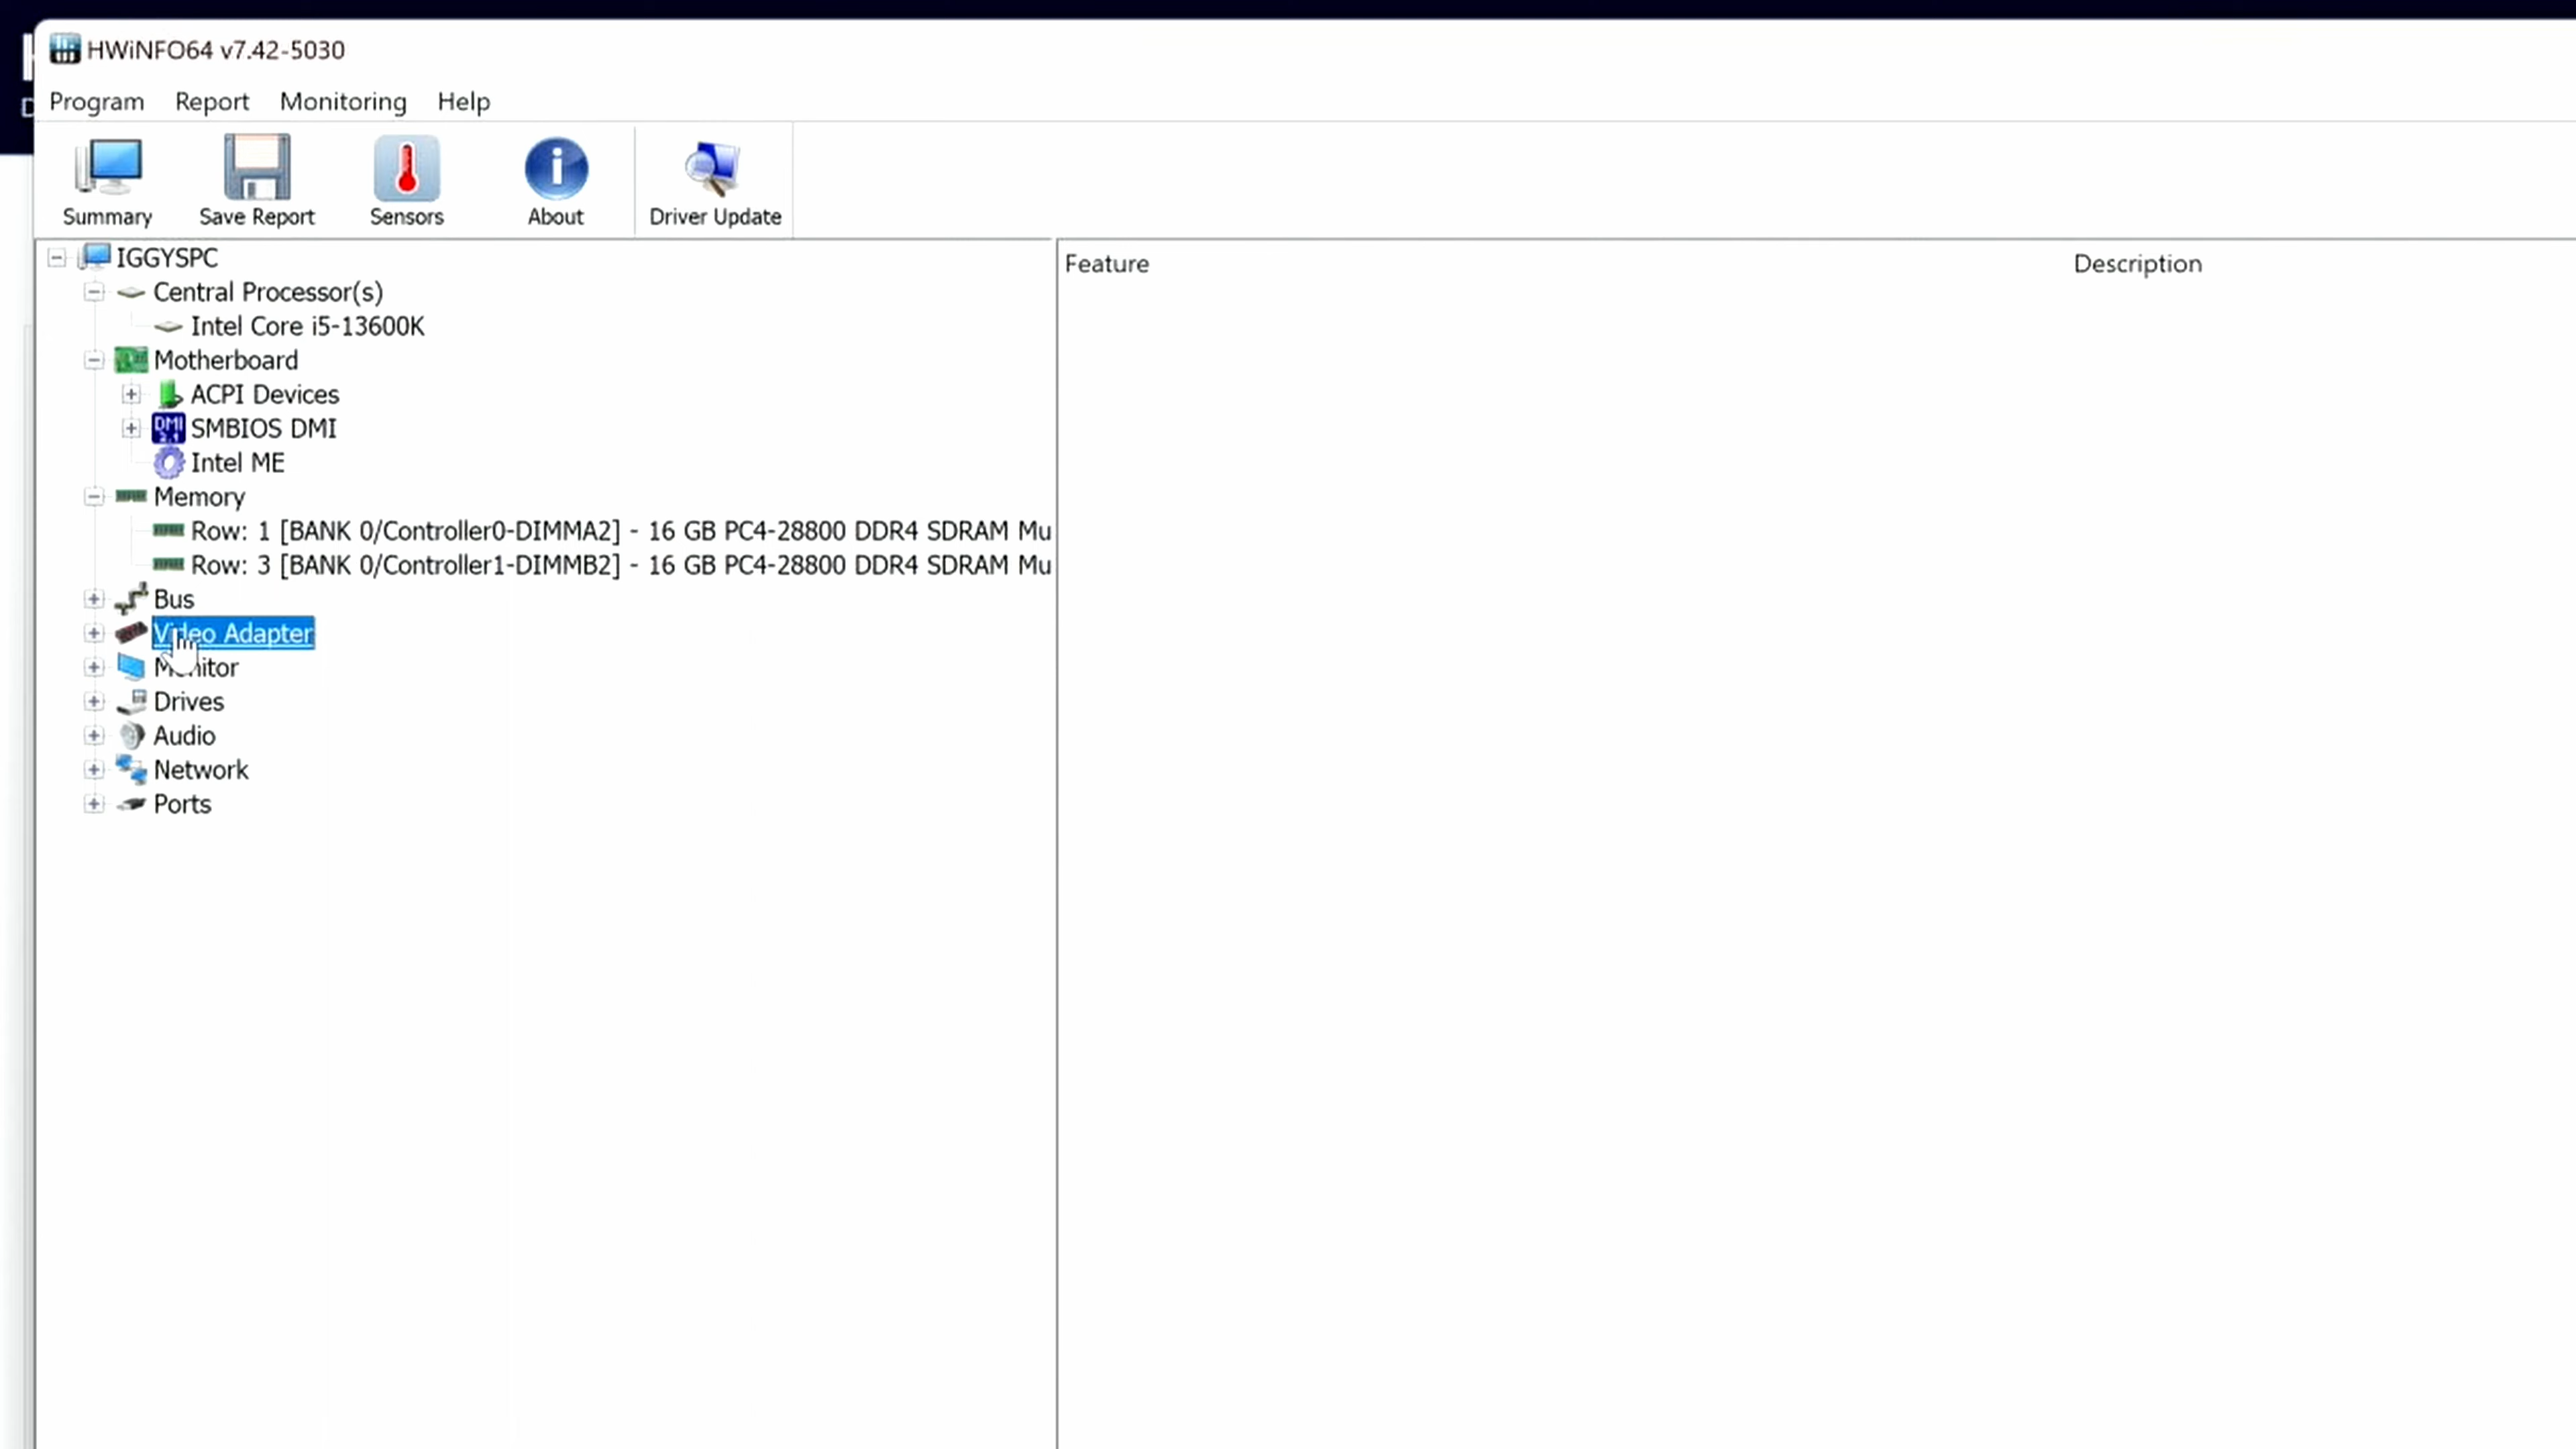 HWiNFO64 v7.42-5030
Program Report Monitoring Help
Summary Save Report Sensors About Driver Update
IGGYSPC
Feature Description
Central Processor(s)
Intel Core i5-13600K
Motherboard
ACPI Devices
DMI SMBIOS DMI
Intel ME
Memory
Row: 1 [BANK 0/Controller0-DIMMA2] - 16 GB PC4-28800 DDR4 SDRAM Mu
Row: 3 [BANK 0/Controller1-DIMMB2] - 16 GB PC4-28800 DDR4 SDRAM Mu
Bus
Video Adapter
Monitor
Drives
Audio
Network
Ports